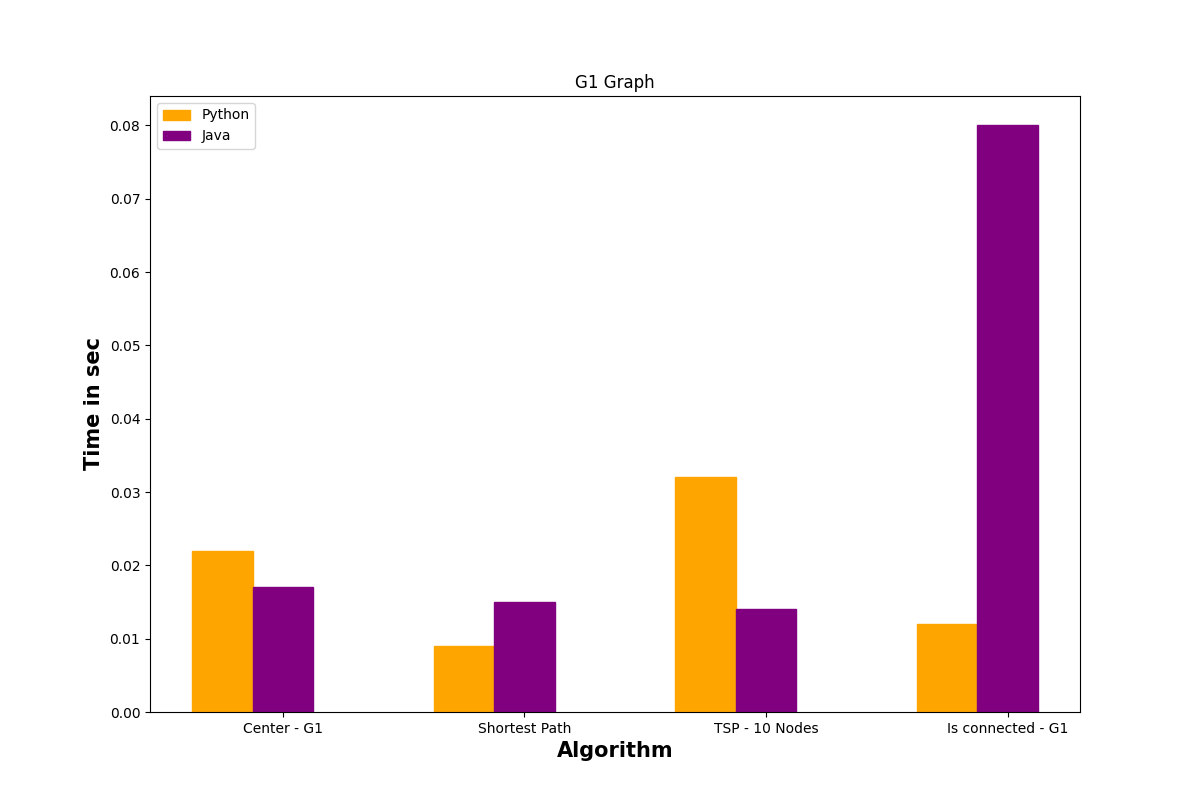 G1 Graph
Python
Java
0.08
0.07
0.06
0.05
0.04
0.03
0.02
0.01
0.00
Time in sec
Center - G1
Shortest Path
TSP - 10 Nodes
Is connected - G1
Algorithm